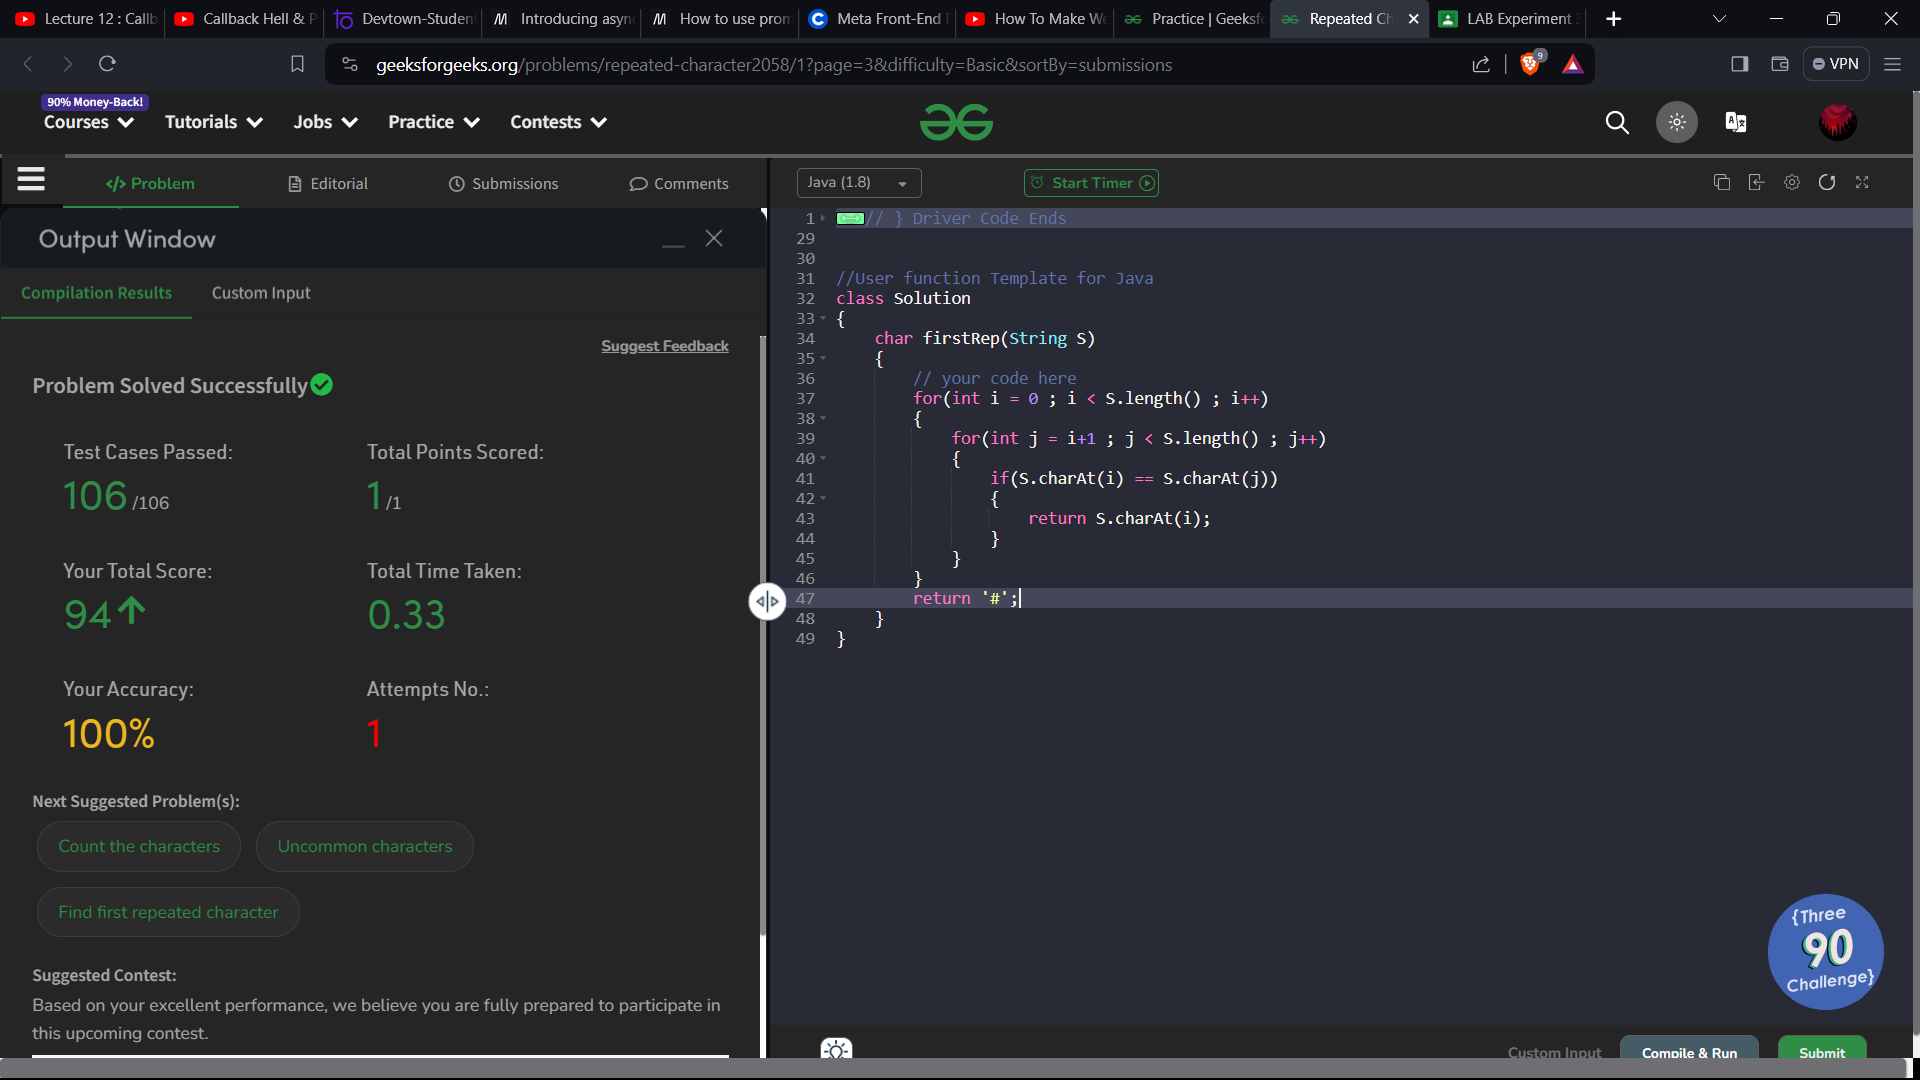 Lecture 12 : Callb
Callback Hell & P
Devtown-Student
Introducing asyn
How to use prom
Meta Front-End D
How To Make We
Practice | Geeksfo
Repeated Ch
LAB Experiment 3
geeksforgeeks.org/problems/repeated-character2058/1?page=3&difficulty=Basic&sortBy=submissions
9
VPN
90% Money-Back!
Courses
Tutorials
Jobs
Practice
Contests
</> Problem
Editorial
Submissions
Comments
Java (1.8)
Start Timer
Output Window
Compilation Results
Custom Input
Suggest Feedback
Problem Solved Successfully
Test Cases Passed:
106 /106
Total Points Scored:
1 /1
Your Total Score:
94
Total Time Taken:
0.33
Your Accuracy:
100%
Attempts No.:
1
Next Suggested Problem(s):
Count the characters
Uncommon characters
Find first repeated character
Suggested Contest:
Based on your excellent performance, we believe you are fully prepared to participate in
this upcoming contest.
1 // } Driver Code Ends
29
30
31 //User function Template for Java
32 class Solution
33 {
34 char firstRep(String S)
35 {
36 // your code here
37 for(int i = 0 ; i < S.length() ; i++)
38 {
39 for(int j = i+1 ; j < S.length() ; j++)
40 {
41 if(S.charAt(i) == S.charAt(j))
42 {
43 return S.charAt(i);
44 }
45 }
46 }
47 return '#';
48 }
49 }
{Three
90
Challenge}
Custom Input
Compile & Run
Submit